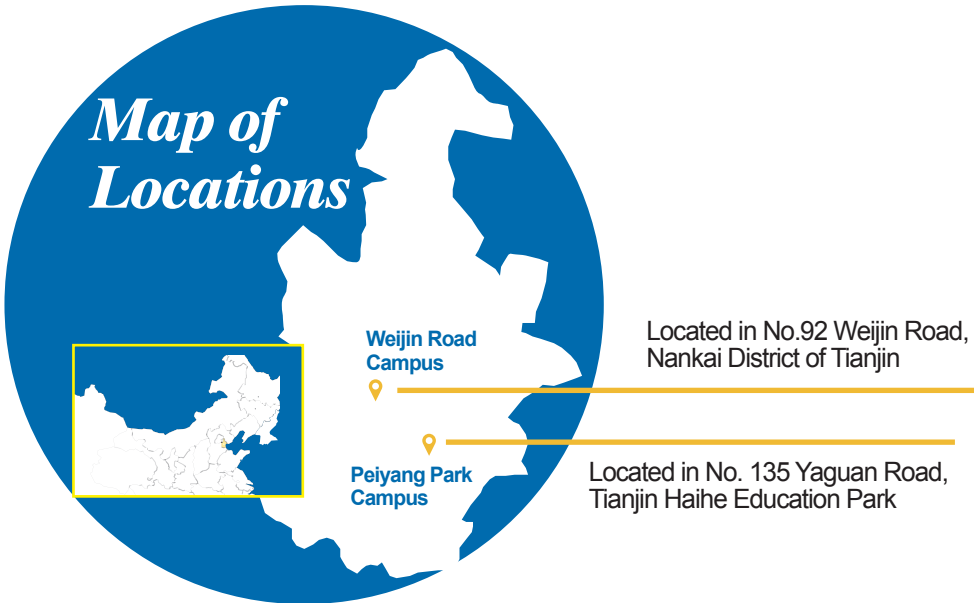 Map of
Locations
Weijin Road
Campus
Located in No.92 Weijin Road,
Nankai District of Tianjin
Peiyang Park
Campus
Located in No. 135 Yaguan Road,
Tianjin Haihe Education Park